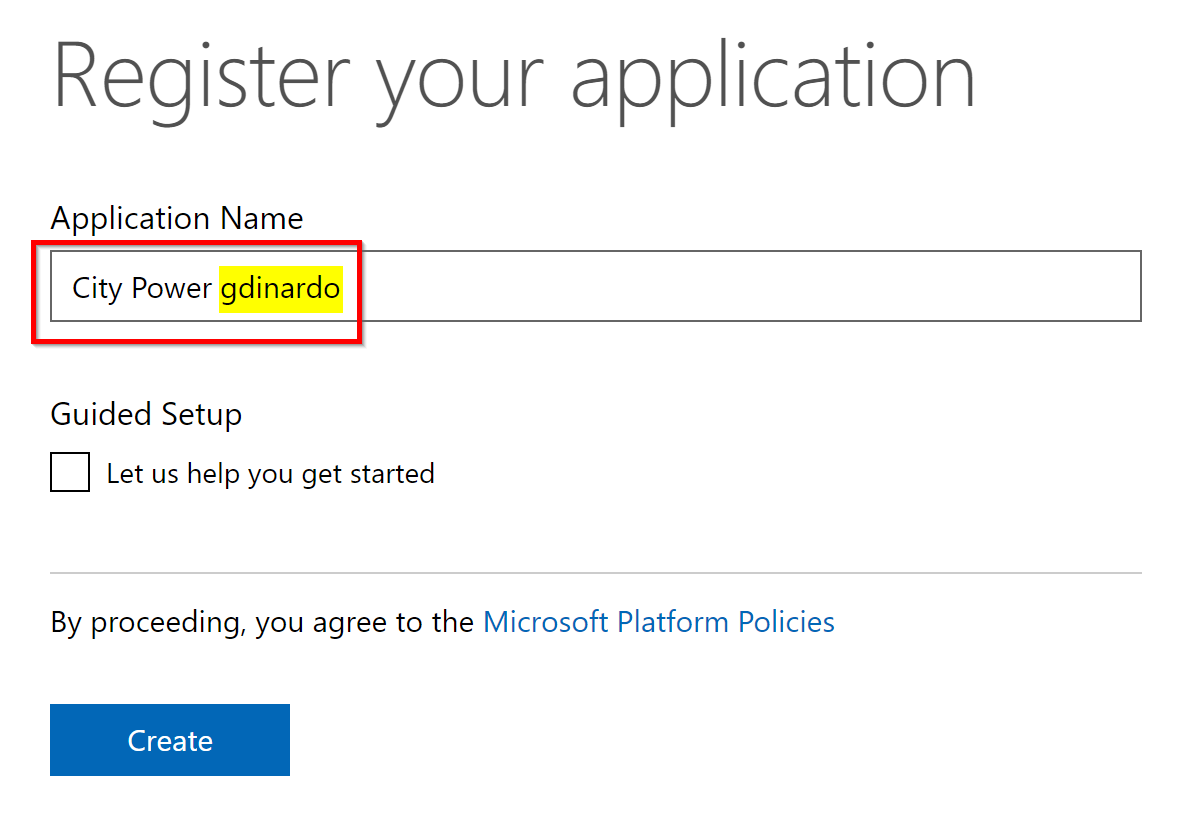 Register your application
Application Name
City Power gdinardo
Guided Setup
Let us help you get started
By proceeding, you agree to the Microsoft Platform Policies
Create